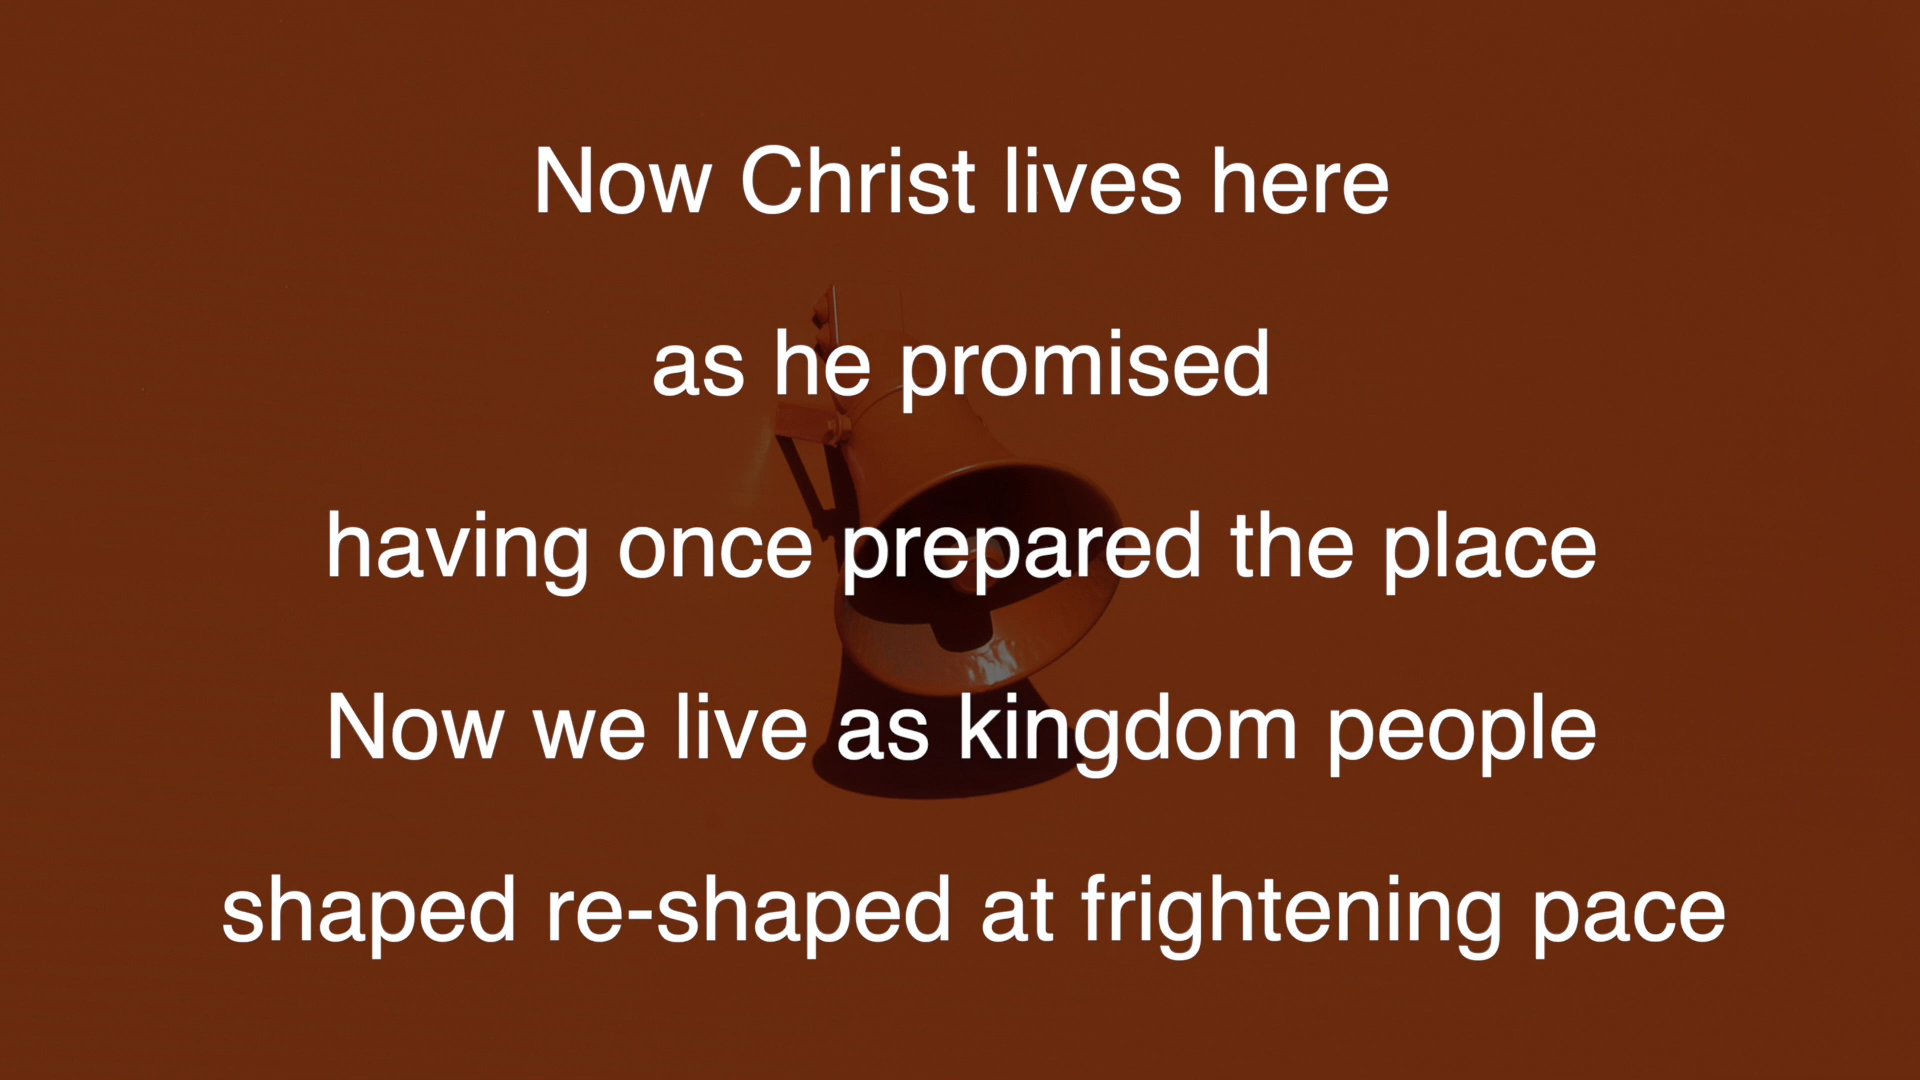 Now Christ lives here
as he promised
having once prepared the place
Now we live as kingdom people
shaped re-shaped at frightening pace